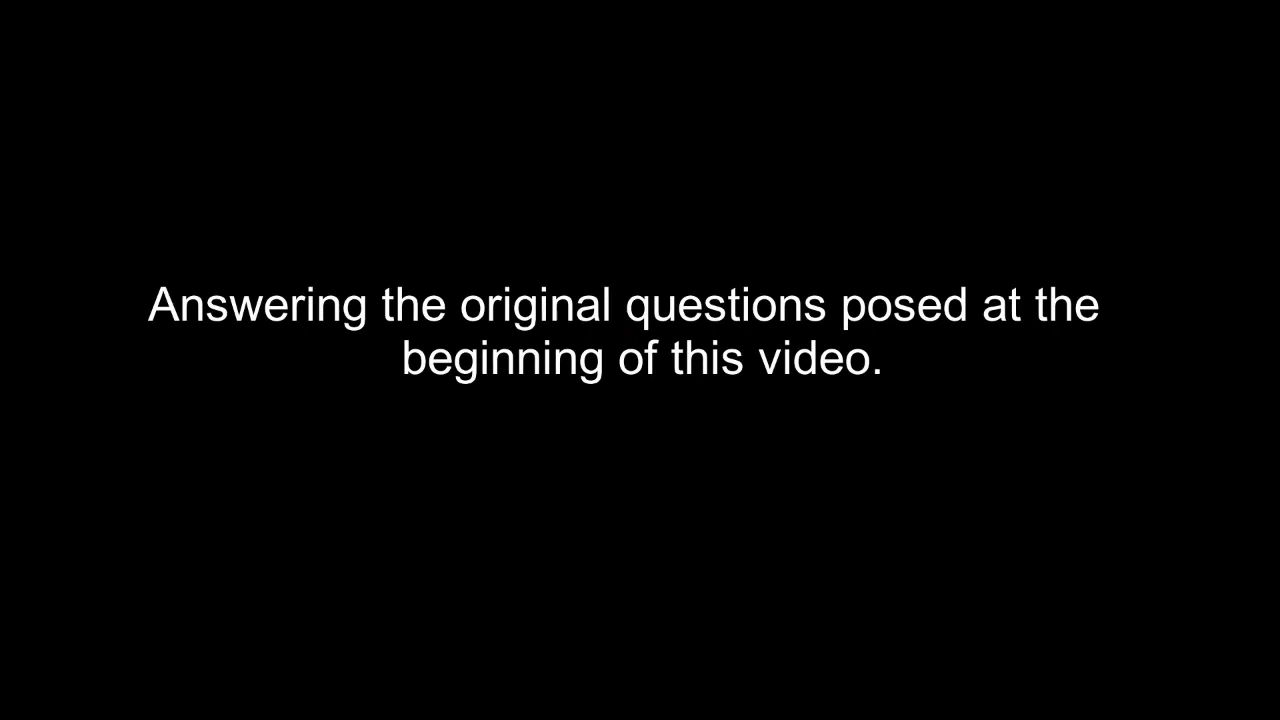 Answering the original questions posed at the
beginning of this video.